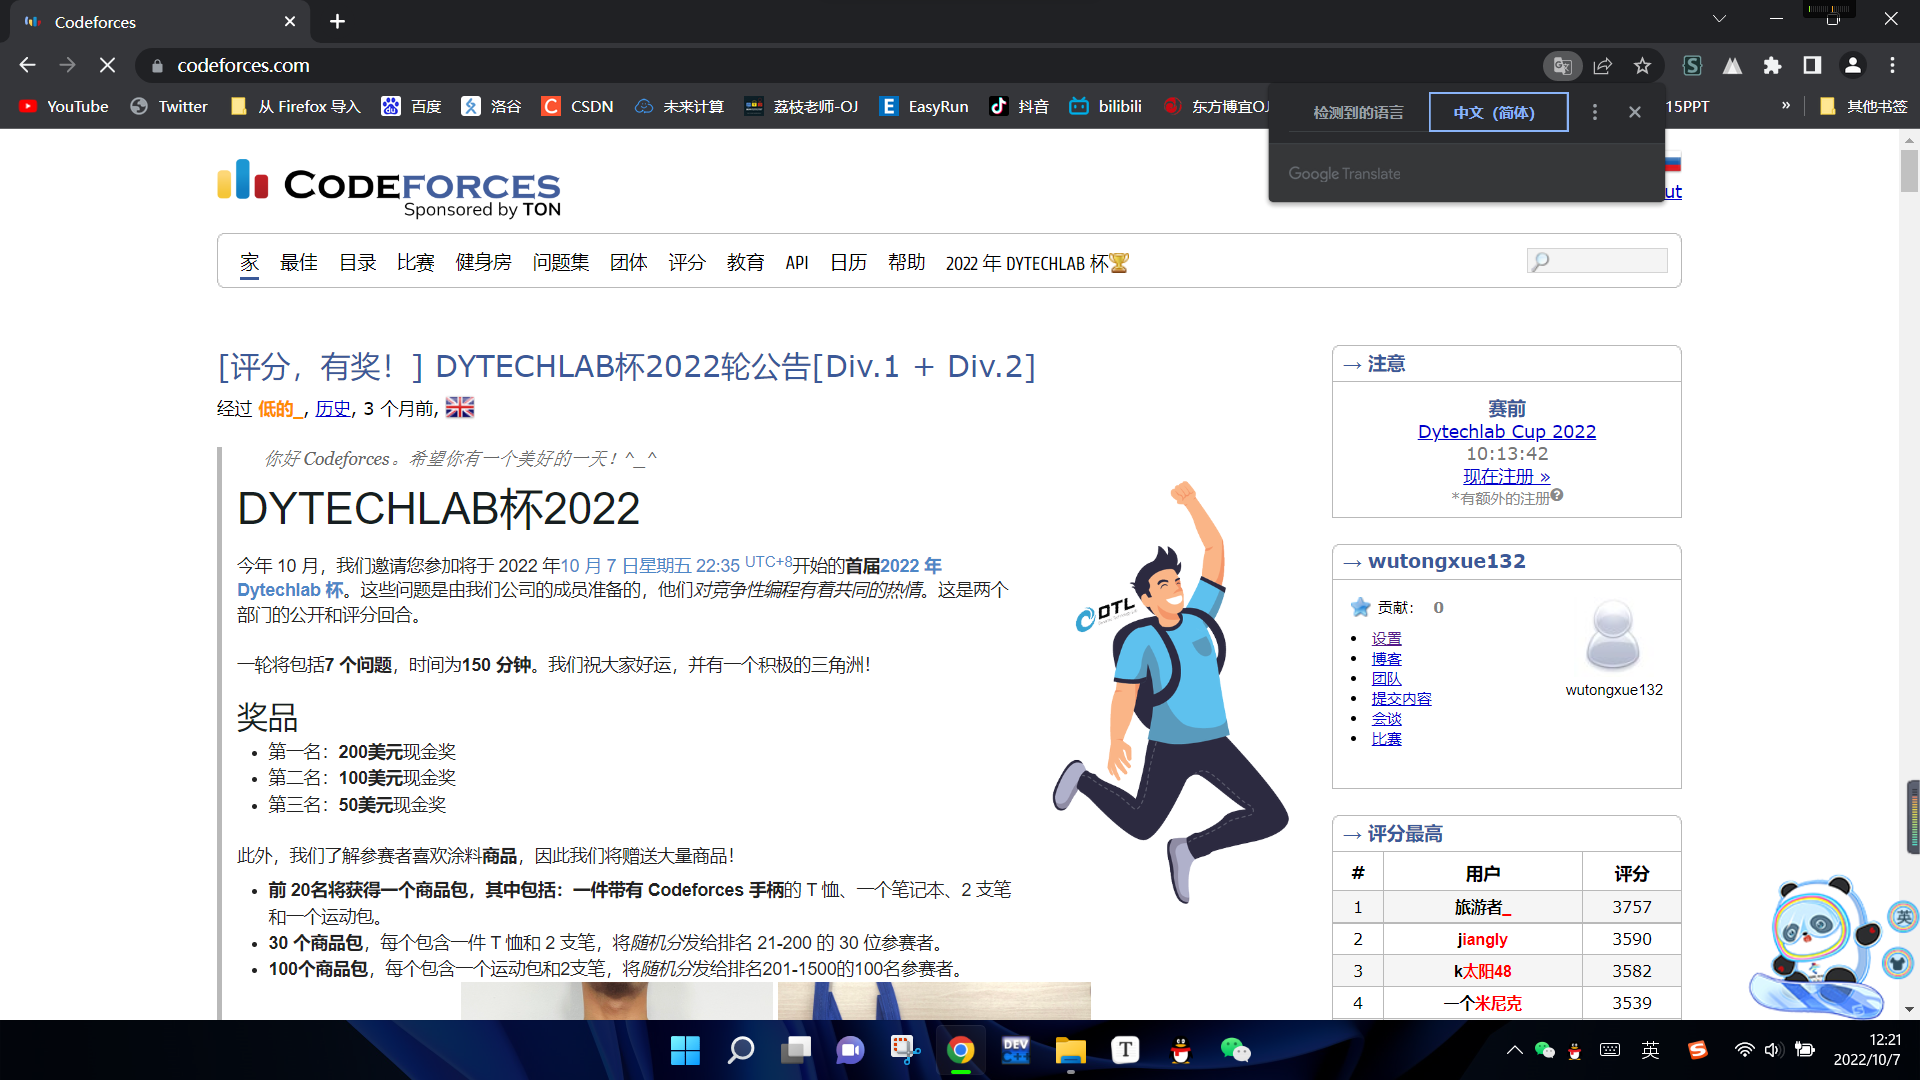 Codeforces
codeforces.com
YouTube
Twitter
从 Firefox 导入
百度
洛谷
CSDN
未来计算
荔枝老师-OJ
EasyRun
抖音
bilibili
东方博宜OJ
15PPT
»
其他书签
检测到的语言
中文（简体）
Google Translate
CODEFORCES
Sponsored by TON
ut
家 最佳 目录 比赛 健身房 问题集 团体 评分 教育 API 日历 帮助 2022 年 DYTECHLAB 杯🏆
[评分，有奖！] DYTECHLAB杯2022轮公告[Div.1 + Div.2]
经过 低的_, 历史, 3 个月前,
你好 Codeforces。希望你有一个美好的一天！^_^
DYTECHLAB杯2022
今年 10 月，我们邀请您参加将于 2022 年10 月 7 日星期五 22:35 UTC+8开始的首届2022 年
Dytechlab 杯。这些问题是由我们公司的成员准备的，他们对竞争性编程有着共同的热情。这是两个
部门的公开和评分回合。
一轮将包括7 个问题，时间为150 分钟。我们祝大家好运，并有一个积极的三角洲！
奖品
• 第一名：200美元现金奖
• 第二名：100美元现金奖
• 第三名：50美元现金奖
此外，我们了解参赛者喜欢涂料商品，因此我们将赠送大量商品！
• 前 20名将获得一个商品包，其中包括：一件带有 Codeforces 手柄的 T 恤、一个笔记本、2 支笔
和一个运动包。
• 30 个商品包，每个包含一件 T 恤和 2 支笔，将随机分发给排名 21-200 的 30 位参赛者。
• 100个商品包，每个包含一个运动包和2支笔，将随机分发给排名201-1500的100名参赛者。
DTL
→ 注意
赛前
Dytechlab Cup 2022
10:13:42
现在注册 »
*有额外的注册
→ wutongxue132
贡献： 0
• 设置
• 博客
• 团队
• 提交内容
• 会谈
• 比赛
wutongxue132
→ 评分最高
# 用户 评分
1 旅游者_ 3757
2 jiangly 3590
3 k太阳48 3582
4 一个米尼克 3539
英
DEV
T
英
12:21
2022/10/7